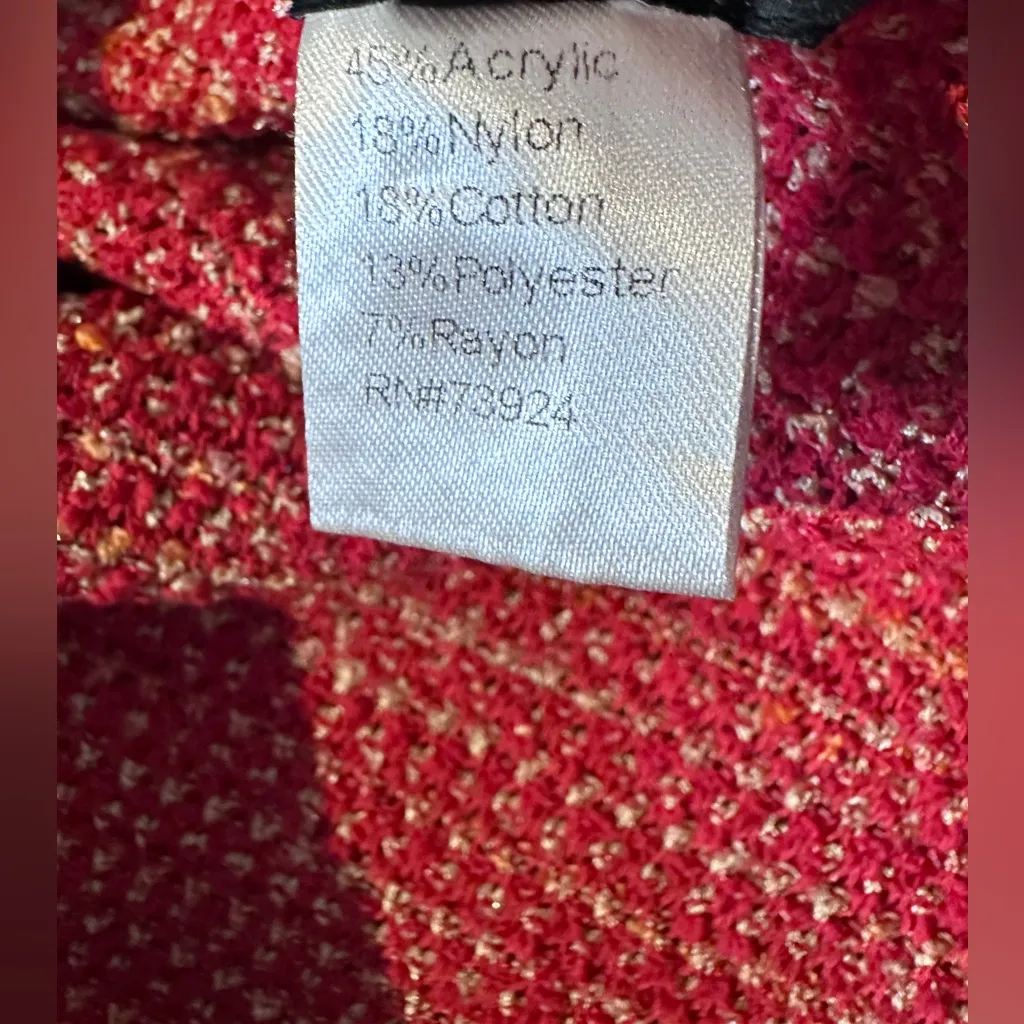 45%Acrylic
18%Nylon
18%Cotton
13%Polyester
7%Rayon
RN#73924